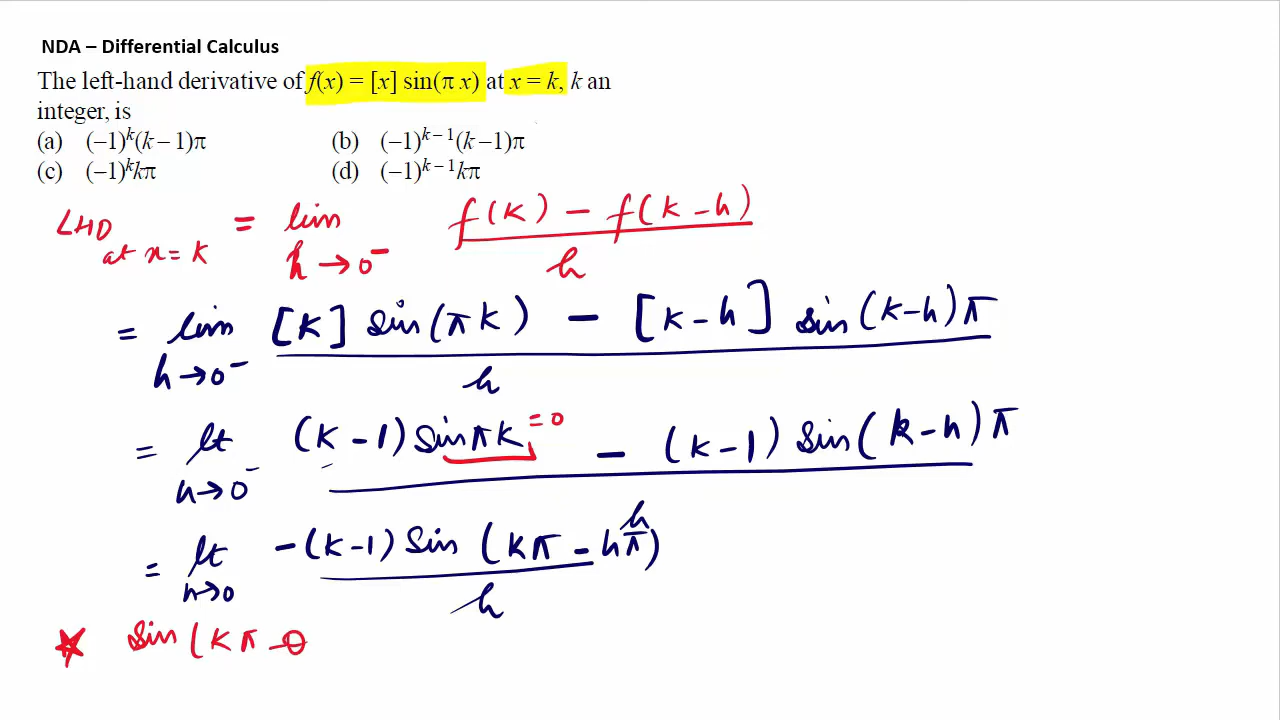 NDA – Differential Calculus
The left-hand derivative of f(x) = [x] sin(π x) at x = k, k an
integer, is
(a) (−1)^k(k − 1)π (b) (−1)^{k − 1}(k −1)π
(c) (−1)^k kπ (d) (−1)^{k − 1}kπ
LHD at x = k = lim h → 0⁻ f(k) − f(k − h) / h
= lim h → 0⁻ [k] sin(π k) − [k − h] sin(k − h)π / h
= lt h → 0⁻ (k − 1) sin πk = 0 − (k − 1) sin(k − h)π / h
= lt h → 0 −(k − 1) sin (kπ − hπ) / h
★ sin (kπ − θ